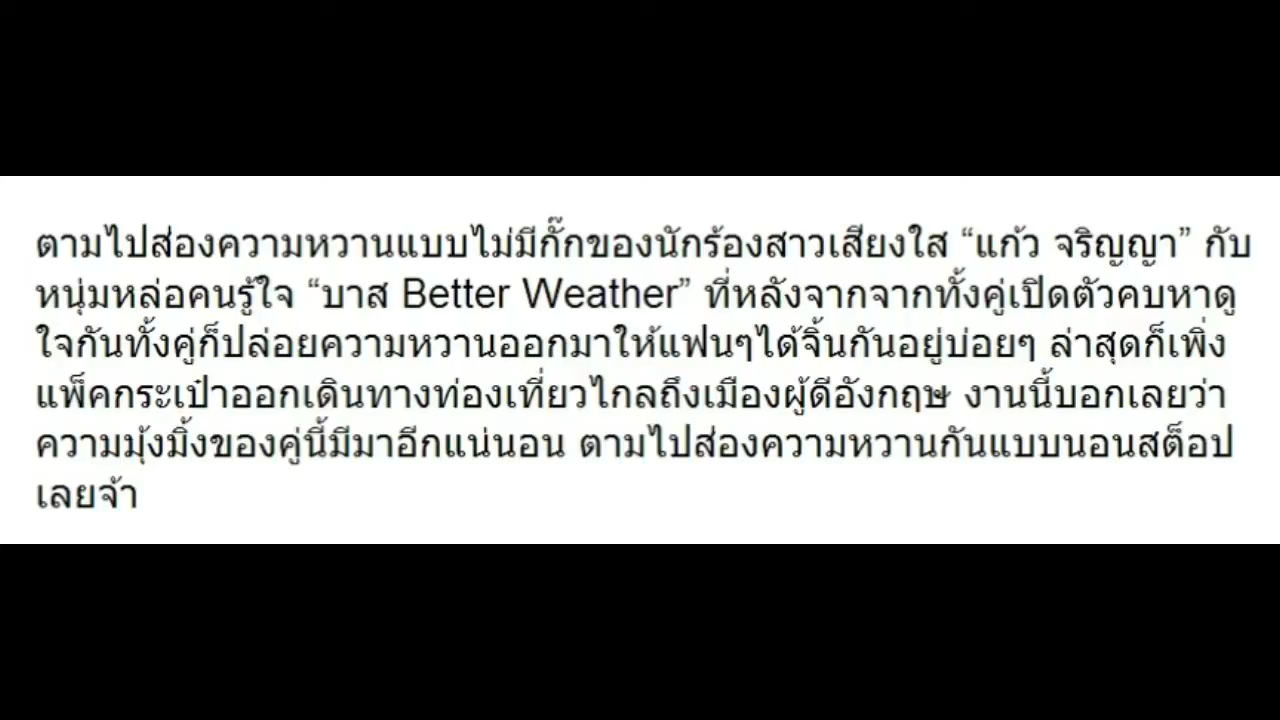 ตามไปส่องความหวานแบบไม่มีกั๊กของนักร้องสาวเสียงใส “แก้ว จริญญา” กับ
หนุ่มหล่อคนรู้ใจ “บาส Better Weather” ที่หลังจากจากทั้งคู่เปิดตัวคบหาดู
ใจกันทั้งคู่ก็ปล่อยความหวานออกมาให้แฟนๆได้จิ้นกันอยู่บ่อยๆ ล่าสุดก็เพิ่ง
แพ็คกระเป๋าออกเดินทางท่องเที่ยวไกลถึงเมืองผู้ดีอังกฤษ งานนี้บอกเลยว่า
ความมุ้งมิ้งของคู่นี้มีมาอีกแน่นอน ตามไปส่องความหวานกันแบบนอนสต็อป
เลยจ้า